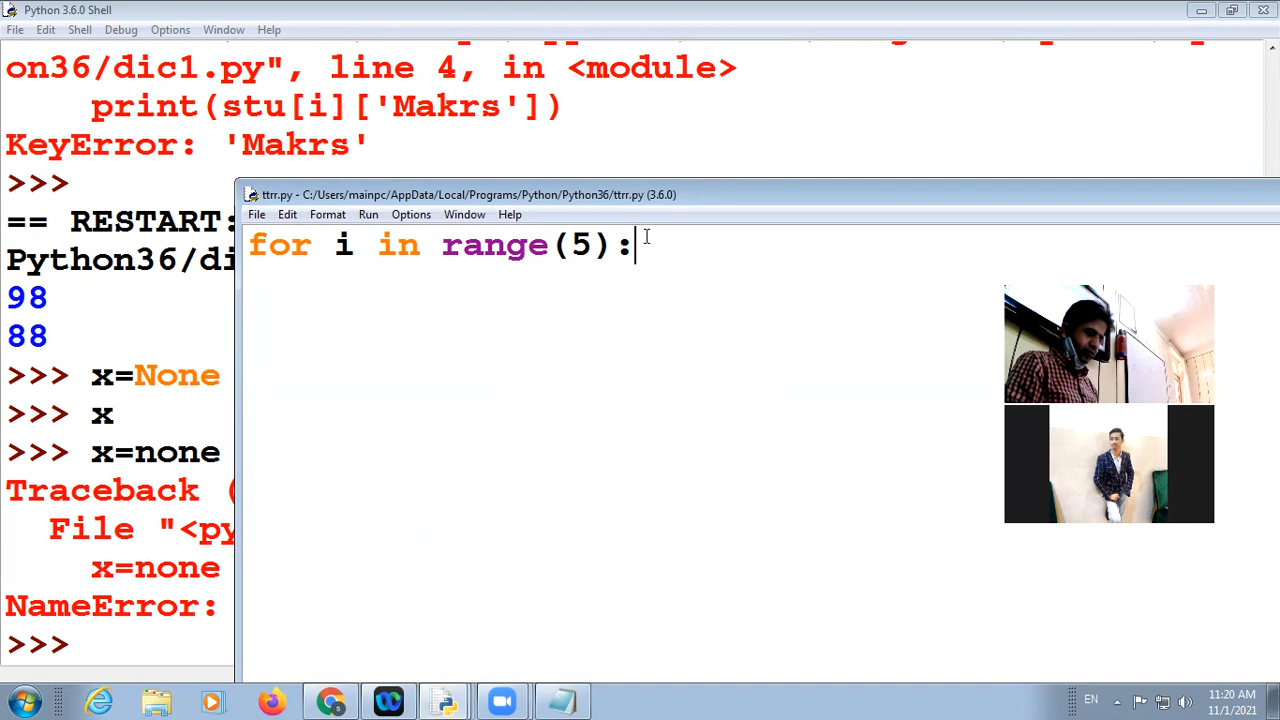 Python 3.6.0 Shell
File Edit Shell Debug Options Window Help
on36/dic1.py", line 4, in <module>
print(stu[i]['Makrs'])
KeyError: 'Makrs'
>>>
== RESTART:
Python36/di
98
88
>>> x=None
>>> x
>>> x=none
Traceback (
File "<py
x=none
NameError:
>>>
ttrr.py - C:/Users/mainpc/AppData/Local/Programs/Python/Python36/ttrr.py (3.6.0)
File Edit Format Run Options Window Help
for i in range(5):
EN
11:20 AM
11/1/2021